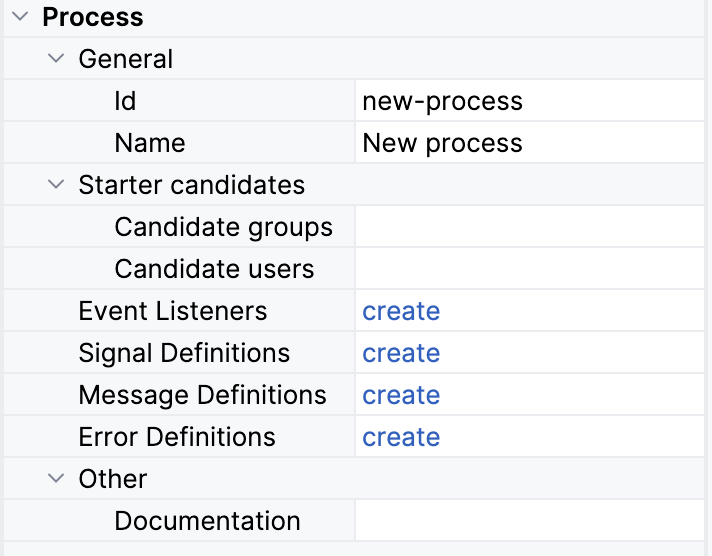 Process
General
Id new-process
Name New process
Starter candidates
Candidate groups
Candidate users
Event Listeners create
Signal Definitions create
Message Definitions create
Error Definitions create
Other
Documentation